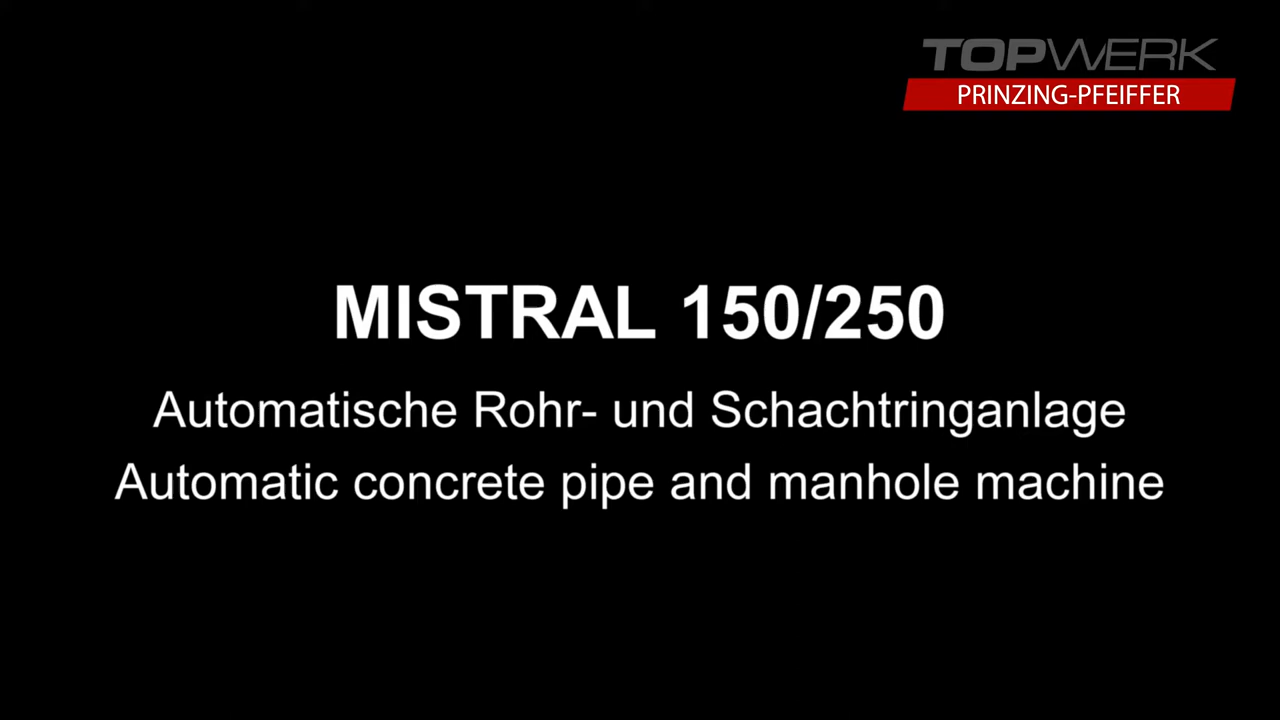 TOPWERK
PRINZING-PFEIFFER
MISTRAL 150/250
Automatische Rohr- und Schachtringanlage
Automatic concrete pipe and manhole machine